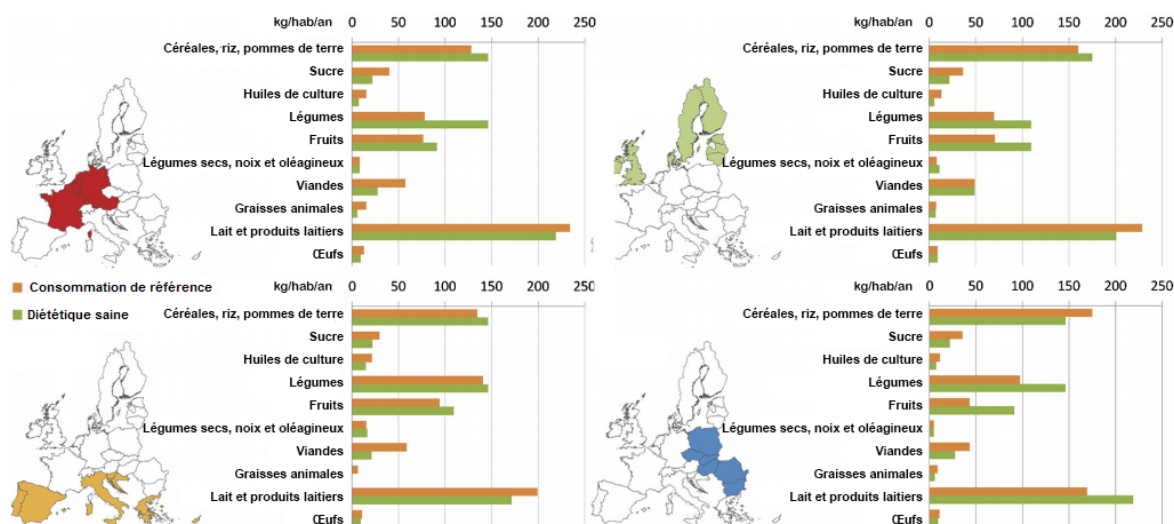 kg/hab/an 0 50 100 150 200 250
Céréales, riz, pommes de terre
Sucre
Huiles de culture
Légumes
Fruits
Légumes secs, noix et oléagineux
Viandes
Graisses animales
Lait et produits laitiers
Œufs
kg/hab/an 0 50 100 150 200 250
Céréales, riz, pommes de terre
Sucre
Huiles de culture
Légumes
Fruits
Légumes secs, noix et oléagineux
Viandes
Graisses animales
Lait et produits laitiers
Œufs
Consommation de référence
Diététique saine
kg/hab/an 0 50 100 150 200 250
Céréales, riz, pommes de terre
Sucre
Huiles de culture
Légumes
Fruits
Légumes secs, noix et oléagineux
Viandes
Graisses animales
Lait et produits laitiers
Œufs
kg/hab/an 0 50 100 150 200 250
Céréales, riz, pommes de terre
Sucre
Huiles de culture
Légumes
Fruits
Légumes secs, noix et oléagineux
Viandes
Graisses animales
Lait et produits laitiers
Œufs